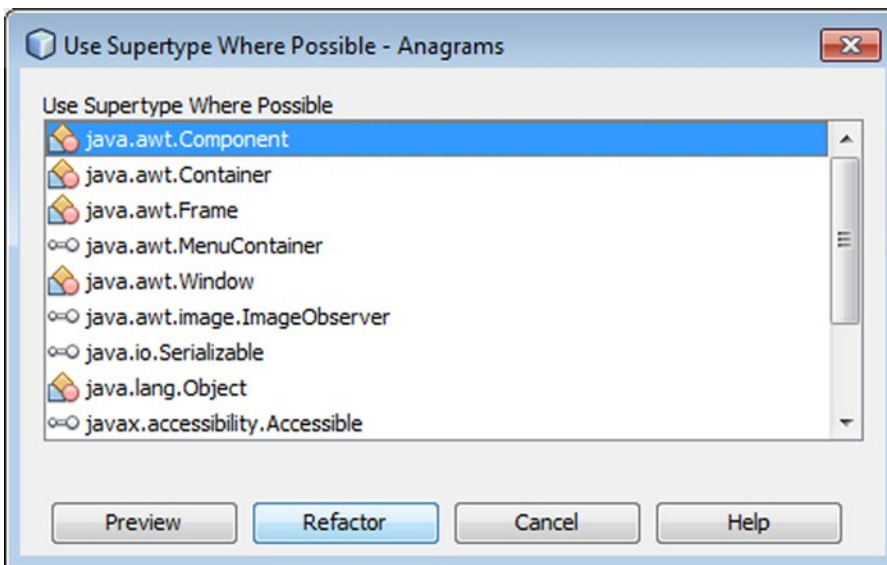 Use Supertype Where Possible - Anagrams
Use Supertype Where Possible
java.awt.Component
java.awt.Container
java.awt.Frame
java.awt.MenuContainer
java.awt.Window
java.awt.image.ImageObserver
java.io.Serializable
java.lang.Object
javax.accessibility.Accessible
Preview Refactor Cancel Help